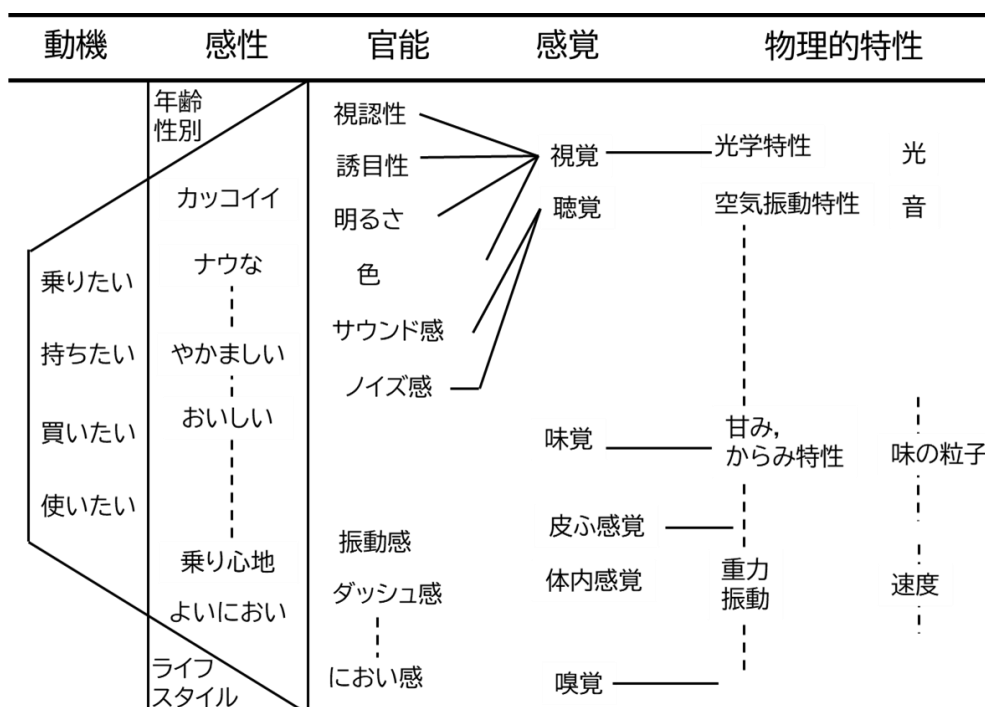 動機 感性 官能 感覚 物理的特性
年齢
性別
視認性
誘目性 視覚 光学特性 光
カッコイイ 明るさ 聴覚 空気振動特性 音
乗りたい ナウな 色
サウンド感
持ちたい やかましい
ノイズ感
買いたい おいしい 味覚 甘み,
からみ特性 味の粒子
使いたい 皮ふ感覚
振動感
乗り心地 ダッシュ感 体内感覚 重力
振動 速度
よいにおい
ライフ
スタイル
におい感 嗅覚